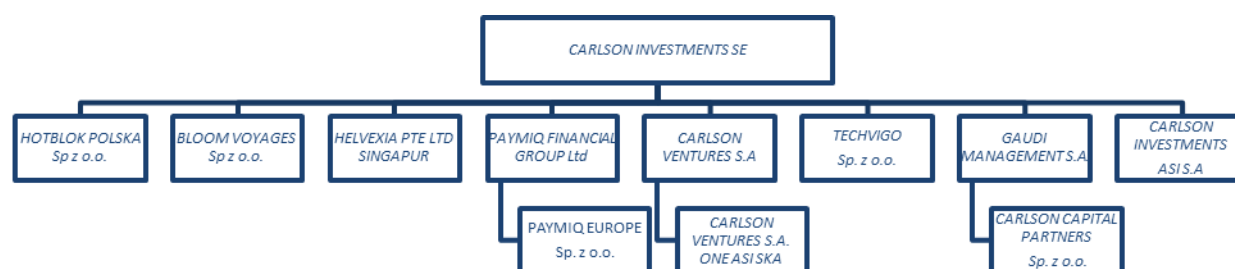 CARLSON INVESTMENTS SE
HOTBLOK POLSKA
Sp z o.o.
BLOOM VOYAGES
Sp z o.o.
HELVEXIA PTE LTD
SINGAPUR
PAYMIQ FINANCIAL
GROUP Ltd
CARLSON
VENTURES S.A
TECHVIGO
Sp. z o.o.
GAUDI
MANAGEMENT S.A.
CARLSON
INVESTMENTS
ASI S.A
PAYMIQ EUROPE
Sp. z o.o.
CARLSON
VENTURES S.A.
ONE ASI SKA
CARLSON CAPITAL
PARTNERS
Sp. z o.o.